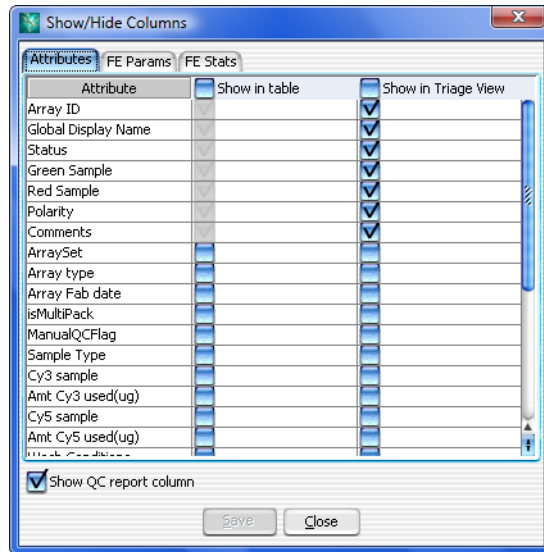 Show/Hide Columns
Attributes FE Params FE Stats
Attribute Show in table Show in Triage View
Array ID
Global Display Name
Status
Green Sample
Red Sample
Polarity
Comments
ArraySet
Array type
Array Fab date
isMultiPack
ManualQCFlag
Sample Type
Cy3 sample
Amt Cy3 used(ug)
Cy5 sample
Amt Cy5 used(ug)
Wash Conditions
Show QC report column
Save Close